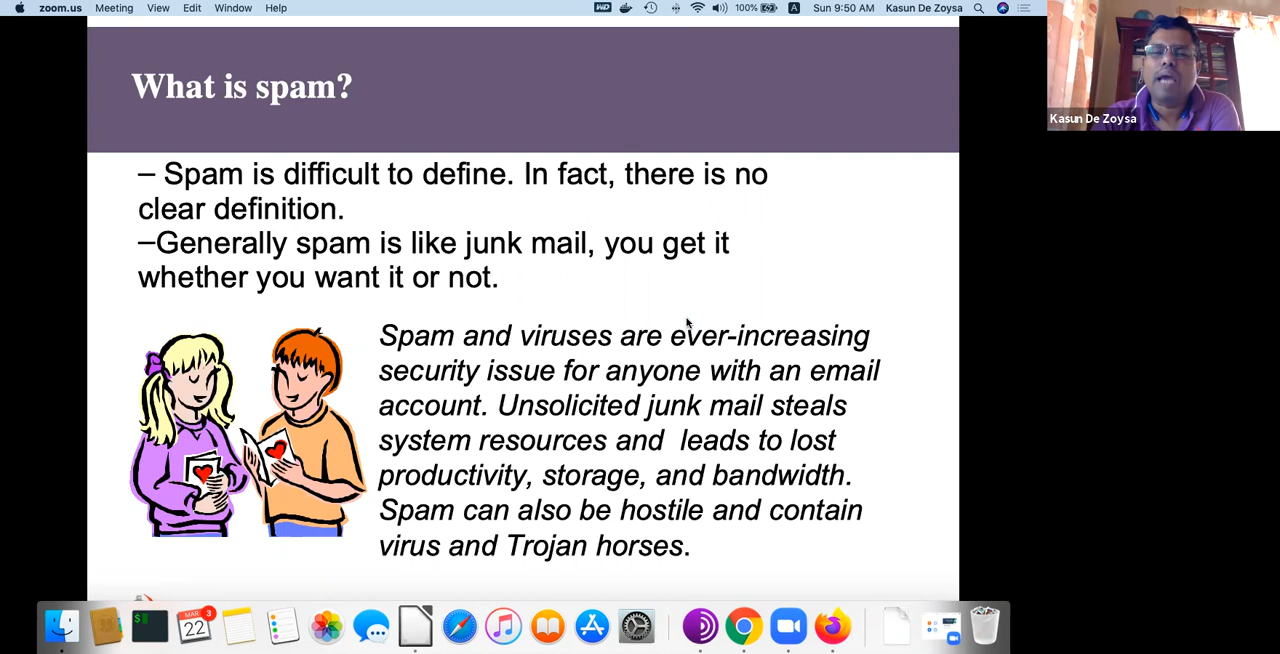 zoom.us Meeting View Edit Window Help
100% A Sun 9:50 AM Kasun De Zoysa
What is spam?
– Spam is difficult to define. In fact, there is no
clear definition.
–Generally spam is like junk mail, you get it
whether you want it or not.
Spam and viruses are ever-increasing
security issue for anyone with an email
account. Unsolicited junk mail steals
system resources and  leads to lost
productivity, storage, and bandwidth.
Spam can also be hostile and contain
virus and Trojan horses.
Kasun De Zoysa
$
MAR
3
22